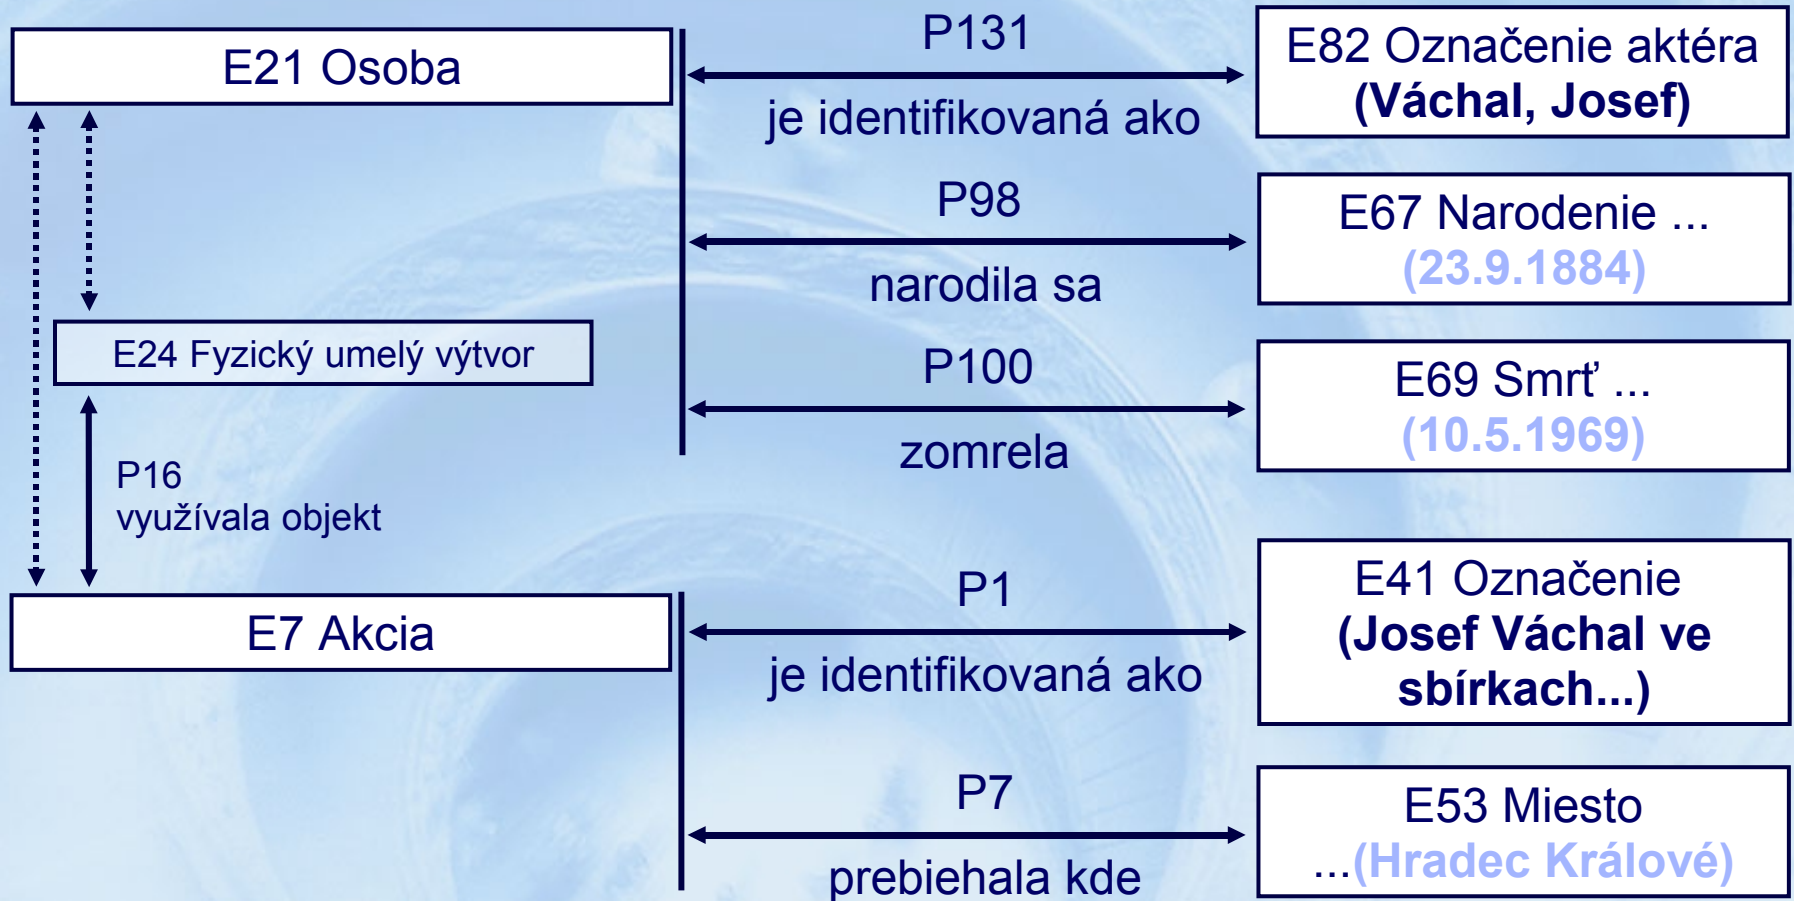 E21 Osoba
P131
je identifikovaná ako
E82 Označenie aktéra
(Váchal, Josef)
P98
narodila sa
E67 Narodenie ...
(23.9.1884)
E24 Fyzický umelý výtvor
P100
zomrela
E69 Smrť ...
(10.5.1969)
P16
využívala objekt
E7 Akcia
P1
je identifikovaná ako
E41 Označenie
(Josef Váchal ve
sbírkach...)
P7
prebiehala kde
E53 Miesto
...(Hradec Králové)